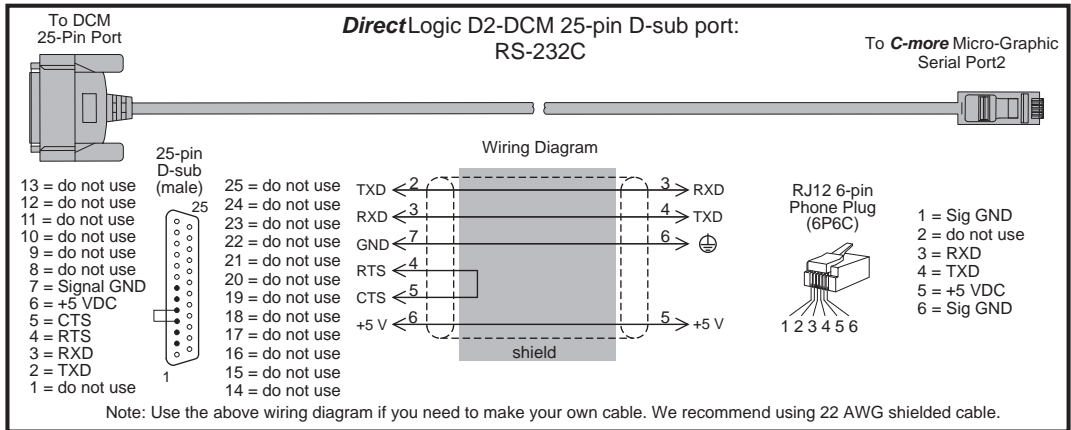 To DCM
25-Pin Port
DirectLogic D2-DCM 25-pin D-sub port:
RS-232C
To C-more Micro-Graphic
Serial Port2
25-pin
D-sub
(male)
13 = do not use
12 = do not use
11 = do not use
10 = do not use
9 = do not use
8 = do not use
7 = Signal GND
6 = +5 VDC
5 = CTS
4 = RTS
3 = RXD
2 = TXD
1 = do not use
25
1
25 = do not use
24 = do not use
23 = do not use
22 = do not use
21 = do not use
20 = do not use
19 = do not use
18 = do not use
17 = do not use
16 = do not use
15 = do not use
14 = do not use
Wiring Diagram
TXD 2 3 RXD
RXD 3 4 TXD
GND 7 6
RTS 4
CTS 5
+5 V 6 5 +5 V
shield
RJ12 6-pin
Phone Plug
(6P6C)
1 2 3 4 5 6
1 = Sig GND
2 = do not use
3 = RXD
4 = TXD
5 = +5 VDC
6 = Sig GND
Note: Use the above wiring diagram if you need to make your own cable. We recommend using 22 AWG shielded cable.